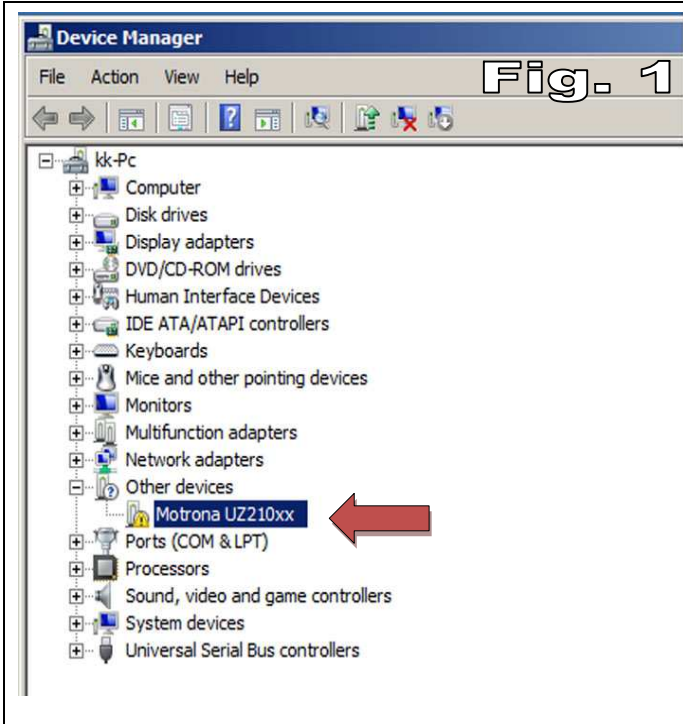 Device Manager
File Action View Help
Fig. 1
kk-Pc
Computer
Disk drives
Display adapters
DVD/CD-ROM drives
Human Interface Devices
IDE ATA/ATAPI controllers
Keyboards
Mice and other pointing devices
Monitors
Multifunction adapters
Network adapters
Other devices
Motrona UZ210xx
Ports (COM & LPT)
Processors
Sound, video and game controllers
System devices
Universal Serial Bus controllers